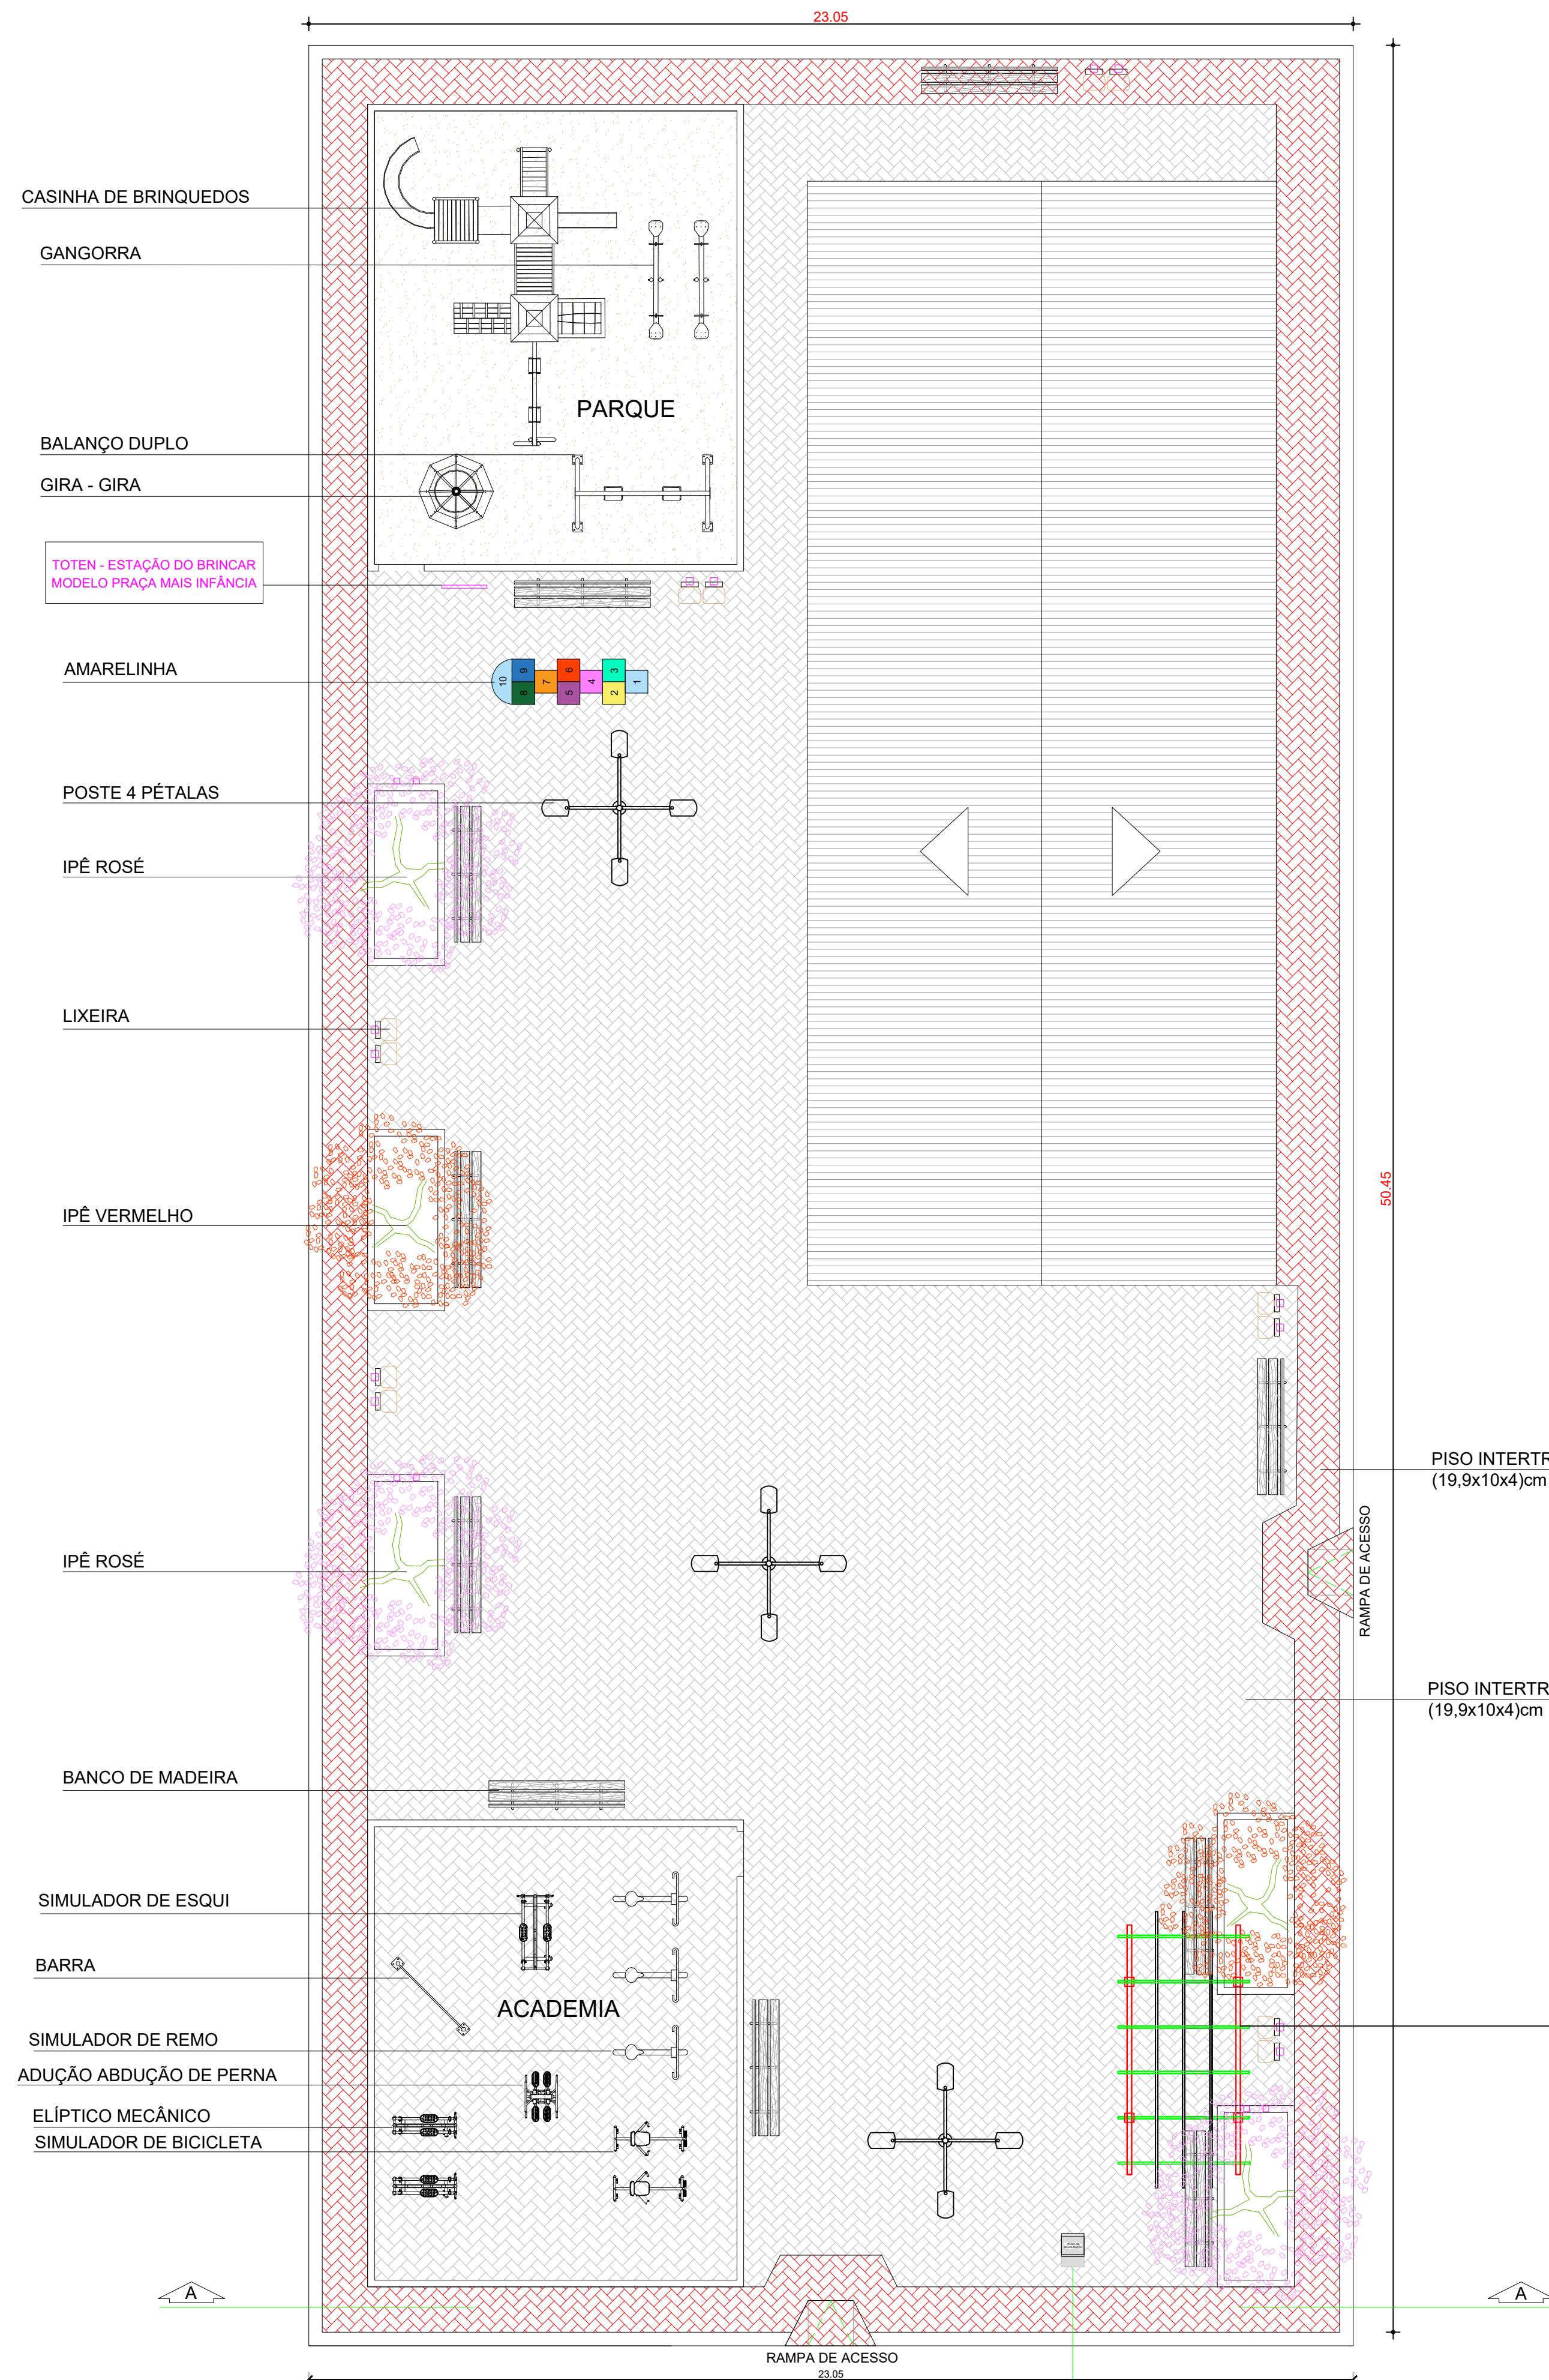 23.05
CASINHA DE BRINQUEDOS
GANGORRA
PARQUE
BALANÇO DUPLO
GIRA - GIRA
TOTEN - ESTAÇÃO DO BRINCAR
MODELO PRAÇA MAIS INFÂNCIA
AMARELINHA
10
9
8
7
6
5
4
3
2
1
POSTE 4 PÉTALAS
IPÊ ROSÉ
LIXEIRA
50.45
IPÊ VERMELHO
PISO INTERTR
(19,9x10x4)cm
RAMPA DE ACESSO
IPÊ ROSÉ
PISO INTERTR
(19,9x10x4)cm
BANCO DE MADEIRA
SIMULADOR DE ESQUI
BARRA
ACADEMIA
SIMULADOR DE REMO
ADUÇÃO ABDUÇÃO DE PERNA
ELÍPTICO MECÂNICO
SIMULADOR DE BICICLETA
A
A
RAMPA DE ACESSO
23.05